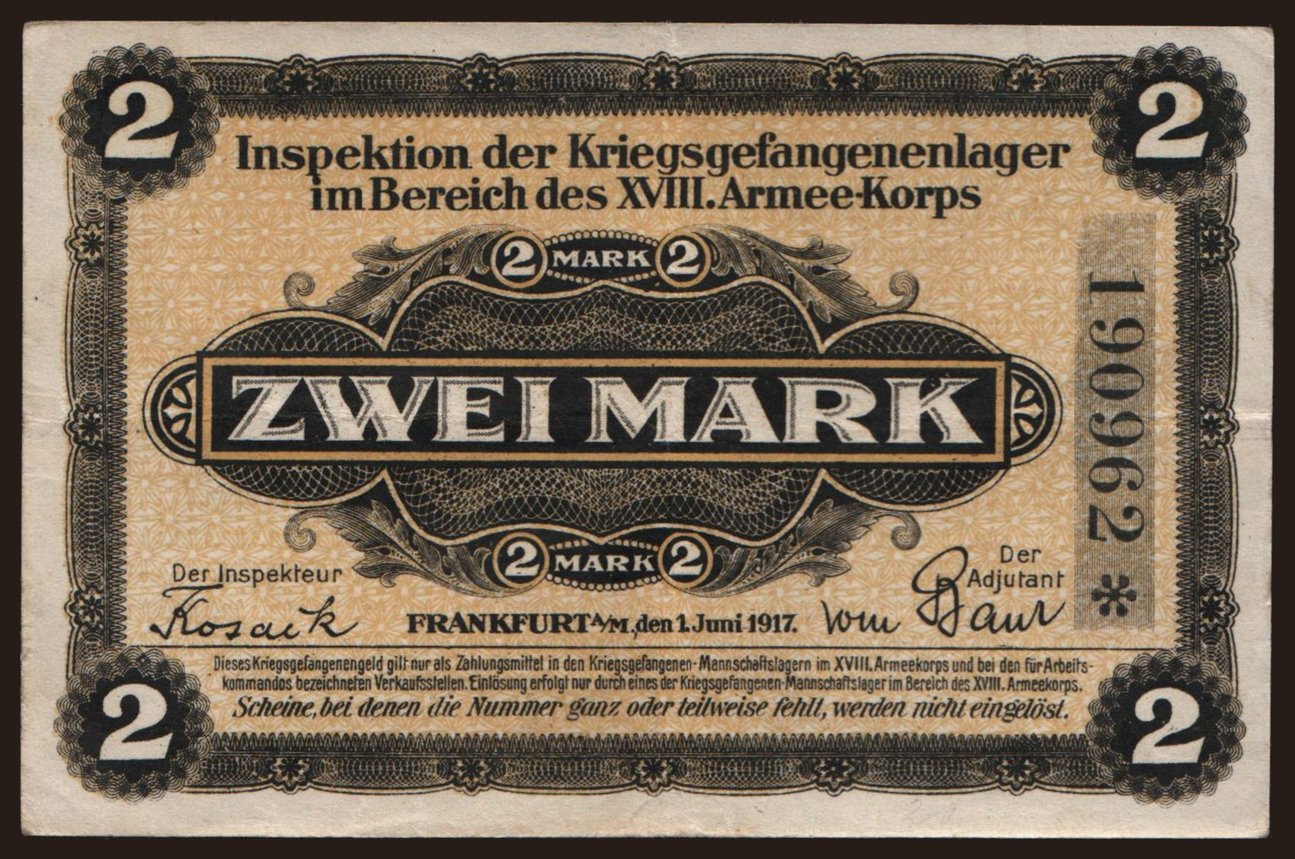 2 2
Inspektion der Kriegsgefangenenlager
im Bereich des XVIII. Armee-Korps
2 MARK 2
ZWEI MARK
190962 *
2 MARK 2
Der Inspekteur
Kosack
FRANKFURT A/M., den 1. Juni 1917.
Der
Adjutant
vom Baur
Dieses Kriegsgefangenengeld gilt nur als Zahlungsmittel in den Kriegsgefangenen-Mannschaftslagern im XVIII. Armeekorps und bei den für Arbeits-
kommandos bezeichneten Verkaufsstellen. Einlösung erfolgt nur durch eines der Kriegsgefangenen-Mannschaftslager im Bereich des XVIII. Armeekorps.
Scheine, bei denen die Nummer ganz oder teilweise fehlt, werden nicht eingelöst.
2 2